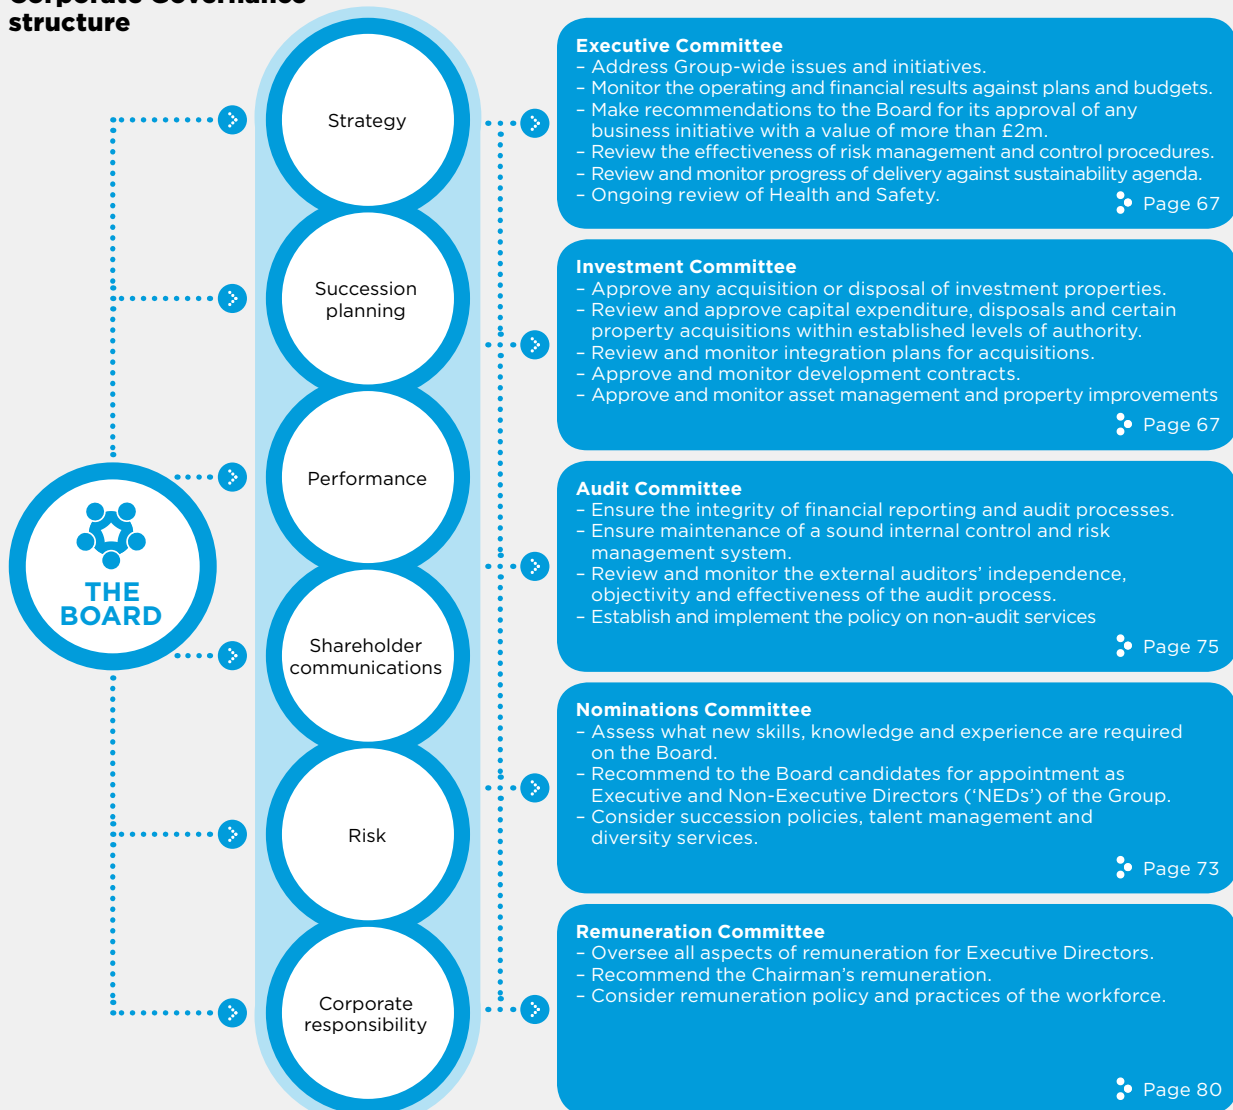 Corporate Governance
structure
THE
BOARD
Strategy
Succession
planning
Performance
Shareholder
communications
Risk
Corporate
responsibility
Executive Committee
– Address Group-wide issues and initiatives.
– Monitor the operating and financial results against plans and budgets.
– Make recommendations to the Board for its approval of any
business initiative with a value of more than £2m.
– Review the effectiveness of risk management and control procedures.
– Review and monitor progress of delivery against sustainability agenda.
– Ongoing review of Health and Safety.
Page 67
Investment Committee
– Approve any acquisition or disposal of investment properties.
– Review and approve capital expenditure, disposals and certain
property acquisitions within established levels of authority.
– Review and monitor integration plans for acquisitions.
– Approve and monitor development contracts.
– Approve and monitor asset management and property improvements
Page 67
Audit Committee
– Ensure the integrity of financial reporting and audit processes.
– Ensure maintenance of a sound internal control and risk
management system.
– Review and monitor the external auditors’ independence,
objectivity and effectiveness of the audit process.
– Establish and implement the policy on non-audit services
Page 75
Nominations Committee
– Assess what new skills, knowledge and experience are required
on the Board.
– Recommend to the Board candidates for appointment as
Executive and Non-Executive Directors (‘NEDs’) of the Group.
– Consider succession policies, talent management and
diversity services.
Page 73
Remuneration Committee
– Oversee all aspects of remuneration for Executive Directors.
– Recommend the Chairman’s remuneration.
– Consider remuneration policy and practices of the workforce.
Page 80